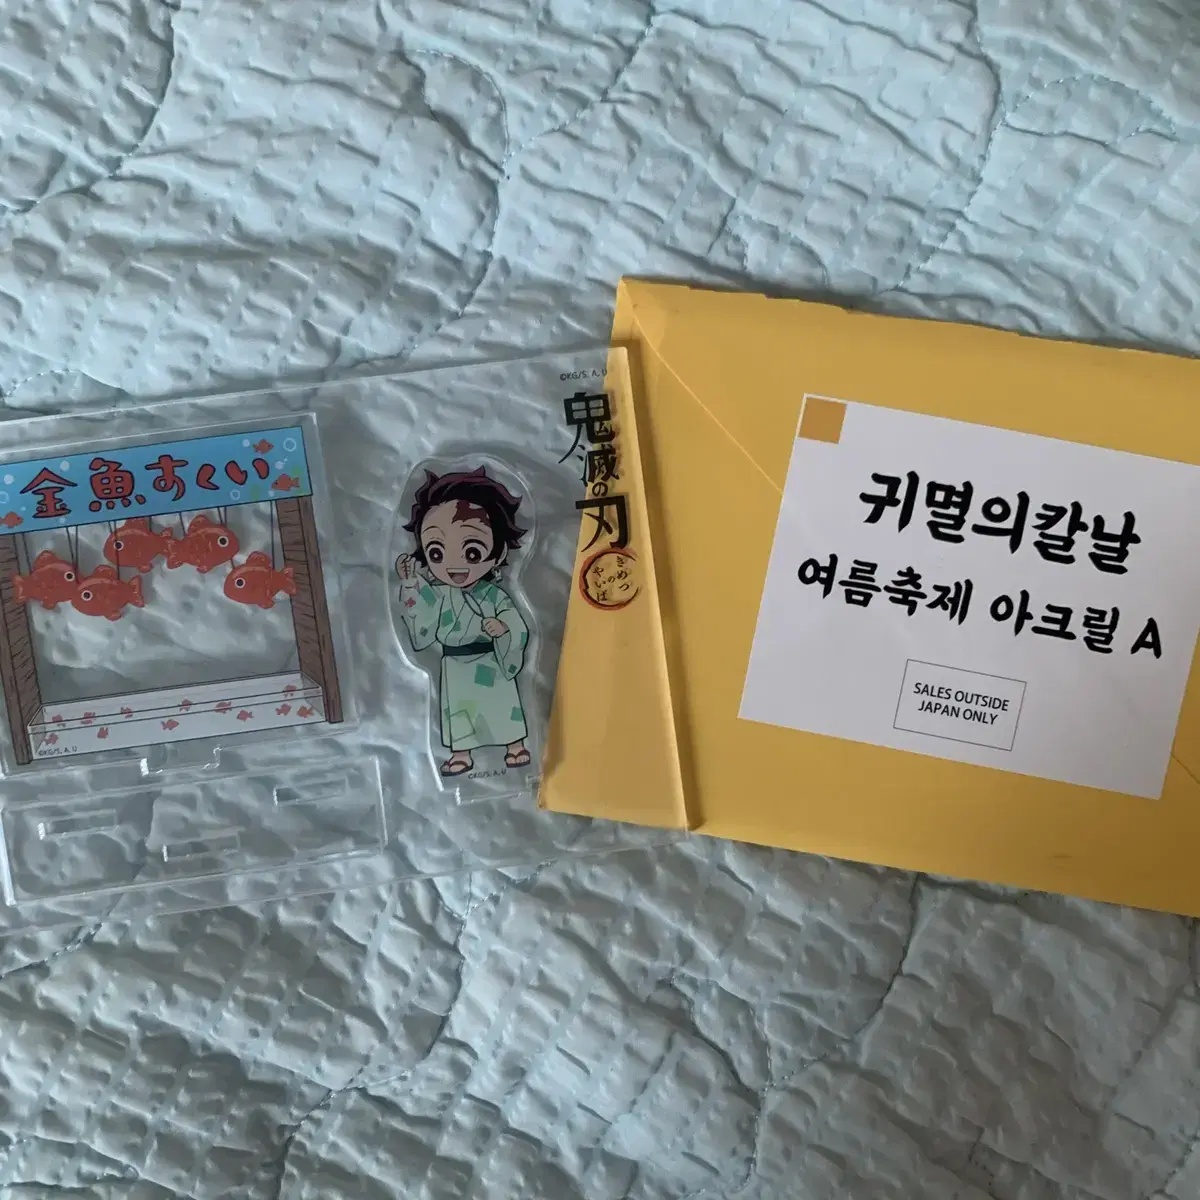 金魚すくい
©KG/S, A, U
©KG/S, A, U
©KG/S, A, U
鬼滅の刃
きめつ
の
やいば
귀멸의칼날
여름축제 아크릴 A
SALES OUTSIDE
JAPAN ONLY